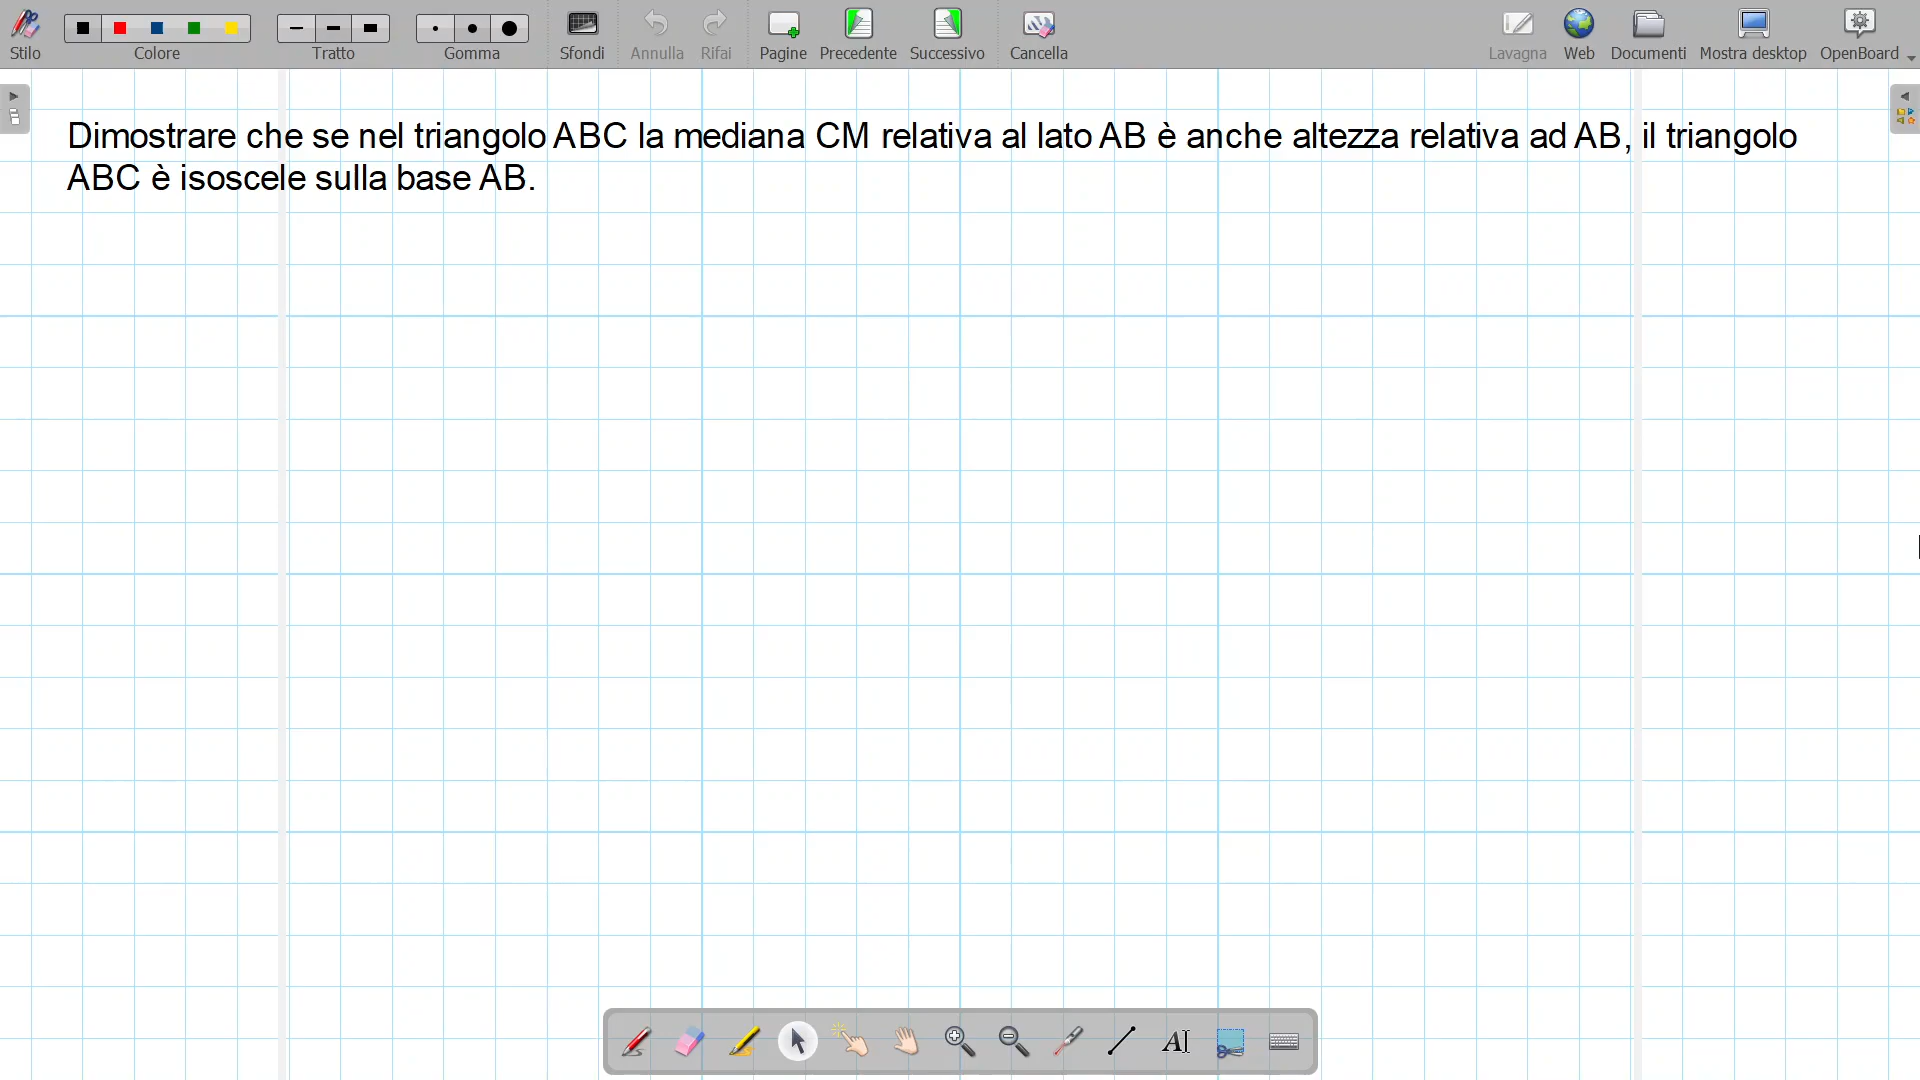 Stilo Colore Tratto Gomma Sfondi Annulla Rifai Pagine Precedente Successivo Cancella Lavagna Web Documenti Mostra desktop OpenBoard
Dimostrare che se nel triangolo ABC la mediana CM relativa al lato AB è anche altezza relativa ad AB, il triangolo
ABC è isoscele sulla base AB.